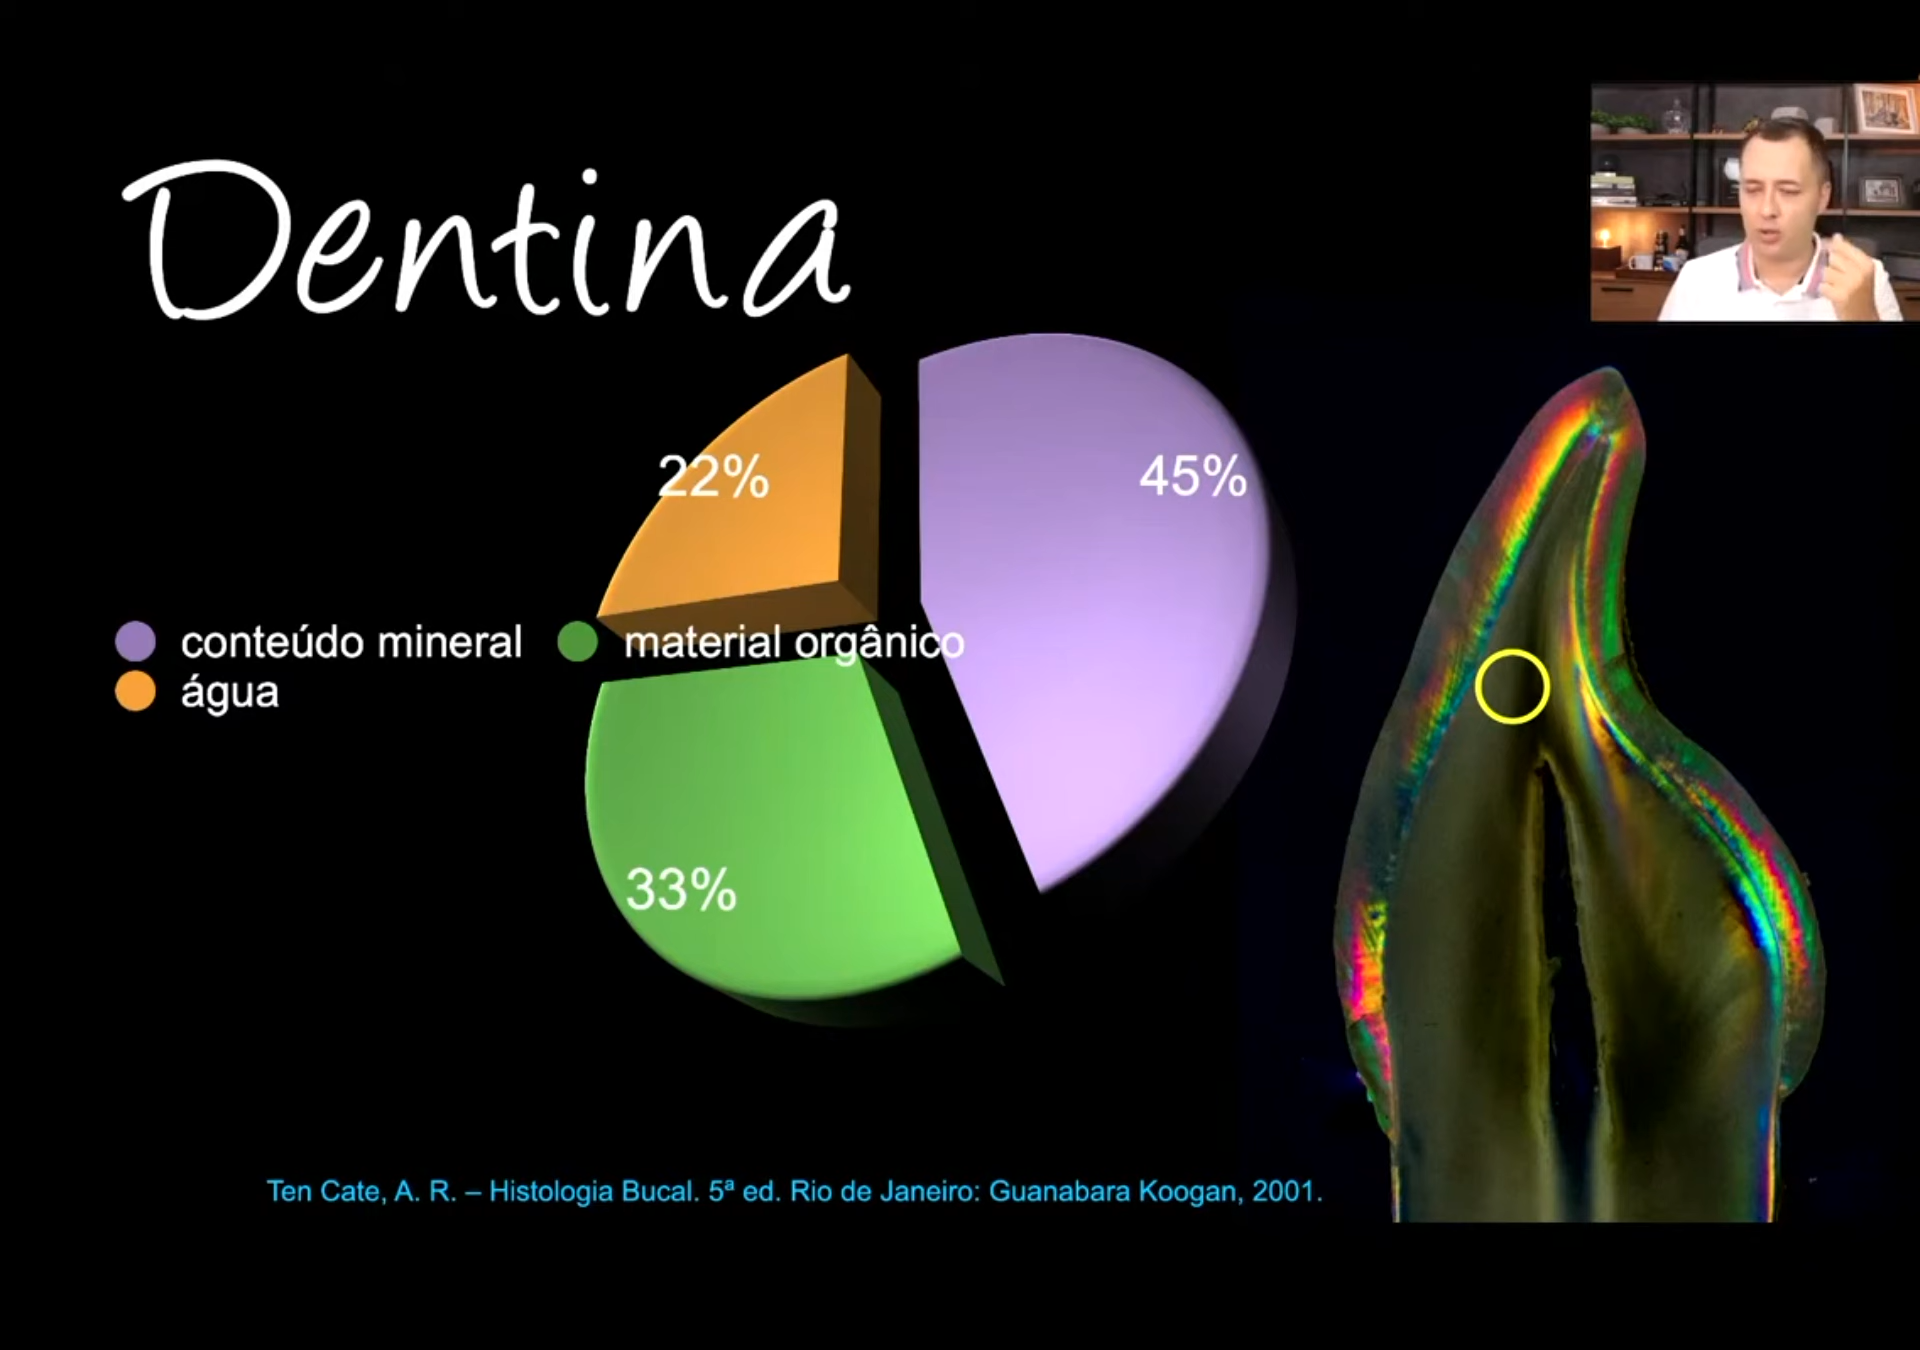 Dentina
22%
45%
conteúdo mineral
material orgânico
água
33%
Ten Cate, A. R. – Histologia Bucal. 5ª ed. Rio de Janeiro: Guanabara Koogan, 2001.